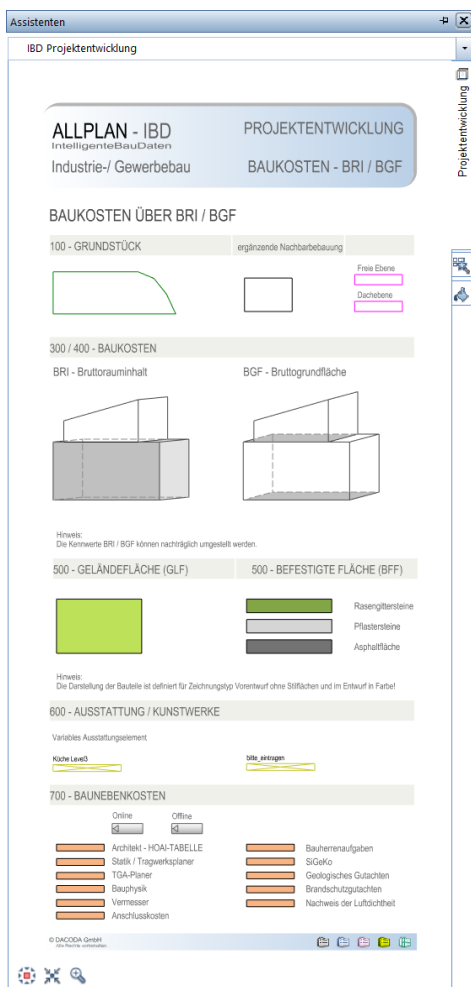 Assistenten
IBD Projektentwicklung
Projektentwicklung
ALLPLAN - IBD
IntelligenteBauDaten
Industrie-/ Gewerbebau
PROJEKTENTWICKLUNG
BAUKOSTEN - BRI / BGF
BAUKOSTEN ÜBER BRI / BGF
100 - GRUNDSTÜCK
ergänzende Nachbarbebauung
Freie Ebene
Dachebene
300 / 400 - BAUKOSTEN
BRI - Bruttorauminhalt
BGF - Bruttogrundfläche
Hinweis:
Die Kennwerte BRI / BGF können nachträglich umgestellt werden.
500 - GELÄNDEFLÄCHE (GLF)
500 - BEFESTIGTE FLÄCHE (BFF)
Rasengittersteine
Pflastersteine
Asphaltfläche
Hinweis:
Die Darstellung der Bauteile ist definiert für Zeichnungstyp Vorentwurf ohne Stilflächen und im Entwurf in Farbe!
600 - AUSSTATTUNG / KUNSTWERKE
Variables Ausstattungselement
Küche Level3
bitte_eintragen
700 - BAUNEBENKOSTEN
Online
Offline
Architekt - HOAI-TABELLE
Statik / Tragwerksplaner
TGA-Planer
Bauphysik
Vermesser
Anschlusskosten
Bauherrenaufgaben
SiGeKo
Geologisches Gutachten
Brandschutzgutachten
Nachweis der Luftdichtheit
© DACODA GmbH
Alle Rechte vorbehalten